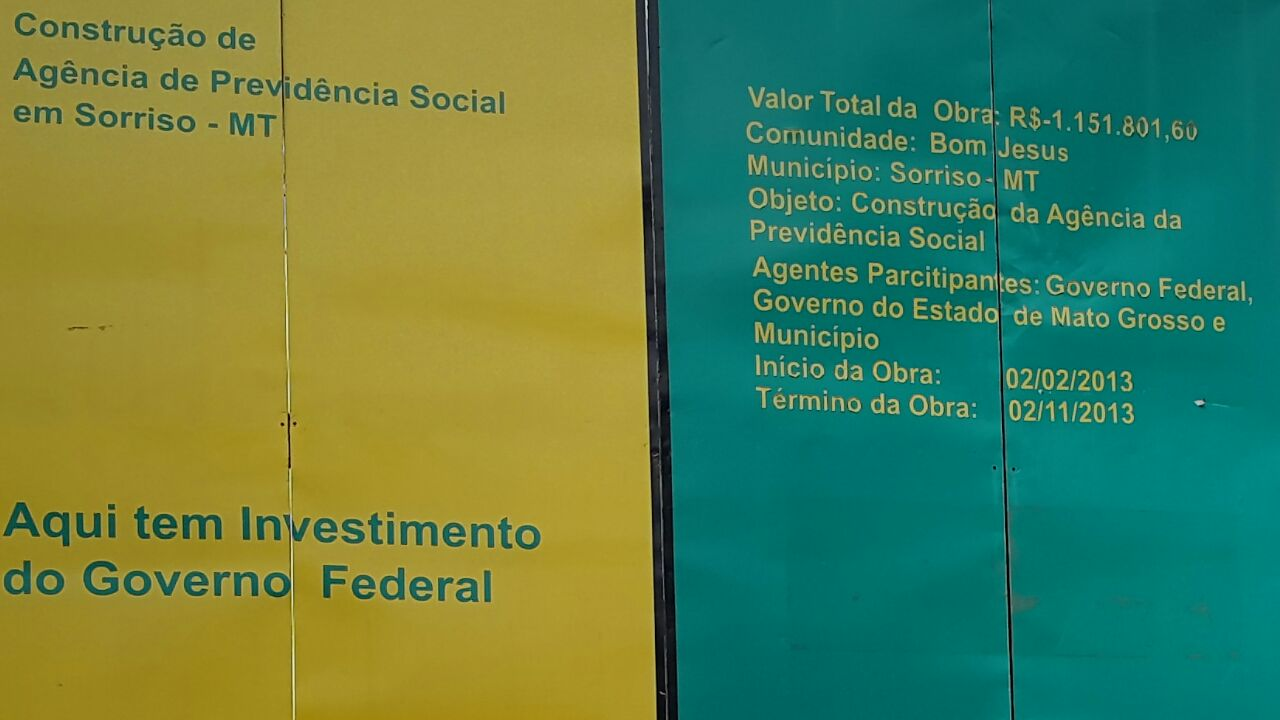 Construção de
Agência de Previdência Social
em Sorriso - MT
Aqui tem Investimento
do Governo Federal
Valor Total da Obra: R$-1.151.801,60
Comunidade: Bom Jesus
Município: Sorriso - MT
Objeto: Construção da Agência da
Previdência Social
Agentes Parcitipantes: Governo Federal,
Governo do Estado de Mato Grosso e
Município
Início da Obra: 02/02/2013
Término da Obra: 02/11/2013